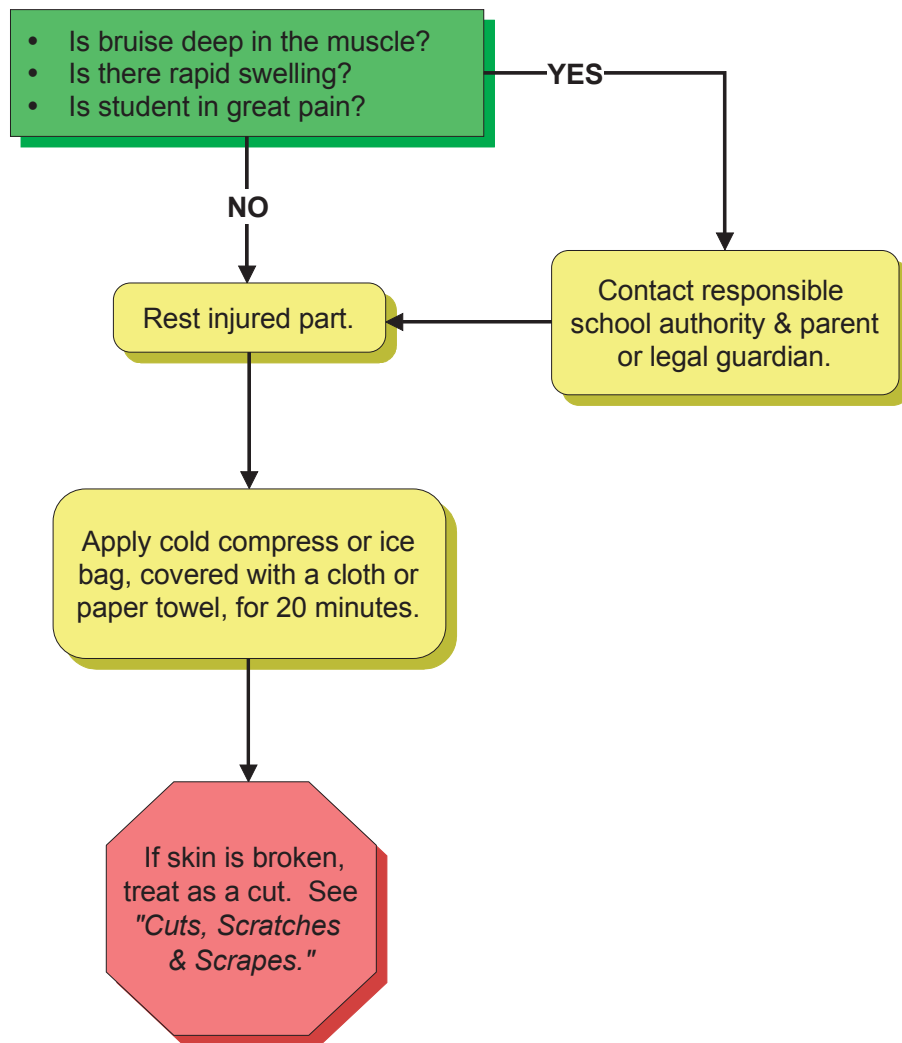 • Is bruise deep in the muscle?
• Is there rapid swelling?
• Is student in great pain?
YES
NO
Rest injured part.
Contact responsible
school authority & parent
or legal guardian.
Apply cold compress or ice
bag, covered with a cloth or
paper towel, for 20 minutes.
If skin is broken,
treat as a cut. See
"Cuts, Scratches
& Scrapes."